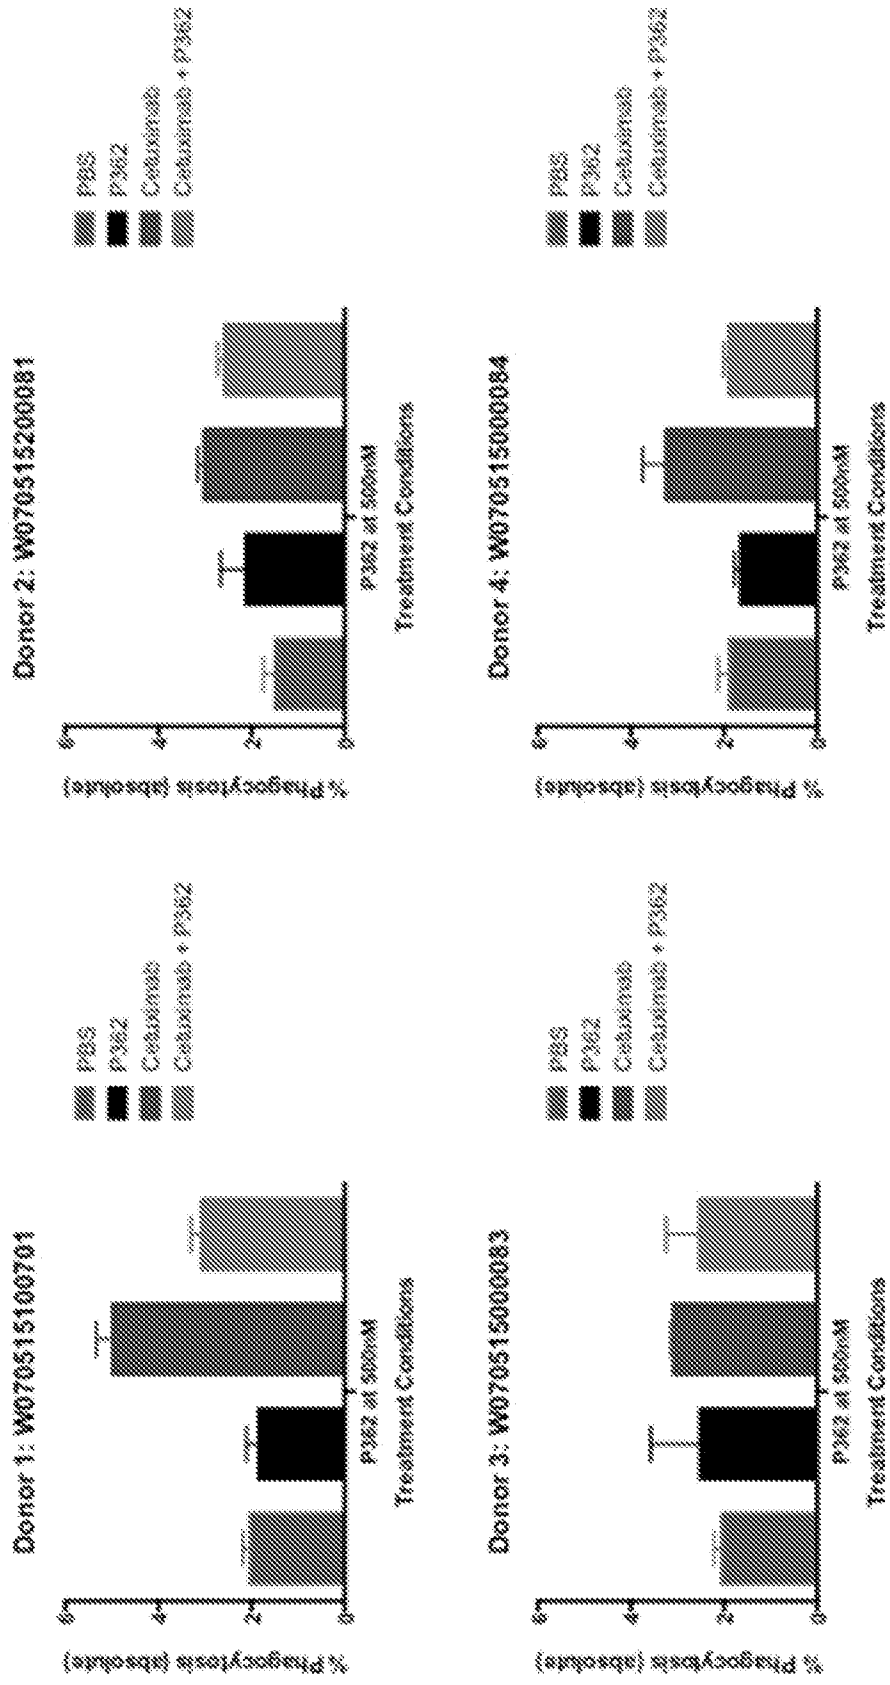 Donor 1: W070515100701
% Phagocytosis (absolute)
6
4
2
0
P362 at 500nM
Treatment Conditions
PBS
P362
Cetuximab
Cetuximab + P362
Donor 2: W070515200081
% Phagocytosis (absolute)
6
4
2
0
P362 at 500nM
Treatment Conditions
PBS
P362
Cetuximab
Cetuximab + P362
Donor 3: W070515000083
% Phagocytosis (absolute)
6
4
2
0
P362 at 500nM
Treatment Conditions
PBS
P362
Cetuximab
Cetuximab + P362
Donor 4: W070515000084
% Phagocytosis (absolute)
6
4
2
0
P362 at 500nM
Treatment Conditions
PBS
P362
Cetuximab
Cetuximab + P362